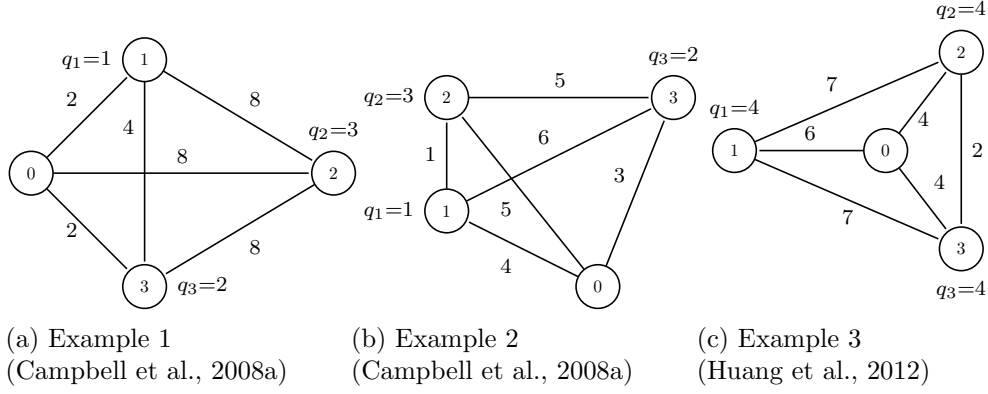 q1=1
1
2
4
8
q2=3
0
8
2
2
8
3
q3=2
(a) Example 1
(Campbell et al., 2008a)
q3=2
q2=3
2
5
3
1
6
3
q1=1
1
5
4
0
(b) Example 2
(Campbell et al., 2008a)
q2=4
2
7
q1=4
4
6
1
0
2
4
7
3
q3=4
(c) Example 3
(Huang et al., 2012)